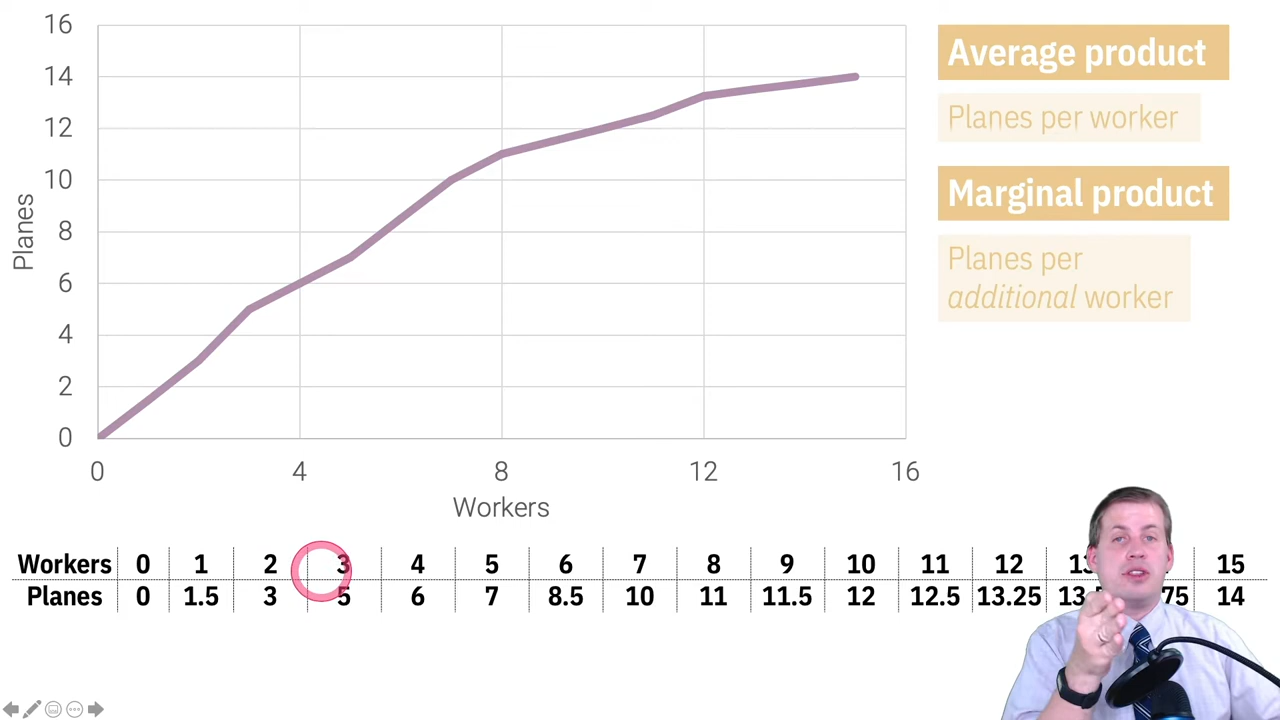 16
14
12
10
8
6
4
2
0
Planes
0 4 8 12 16
Workers
Average product
Planes per worker
Marginal product
Planes per
additional worker
Workers 0 1 2 3 4 5 6 7 8 9 10 11 12 15
Planes 0 1.5 3 5 6 7 8.5 10 11 11.5 12 12.5 13.25 14